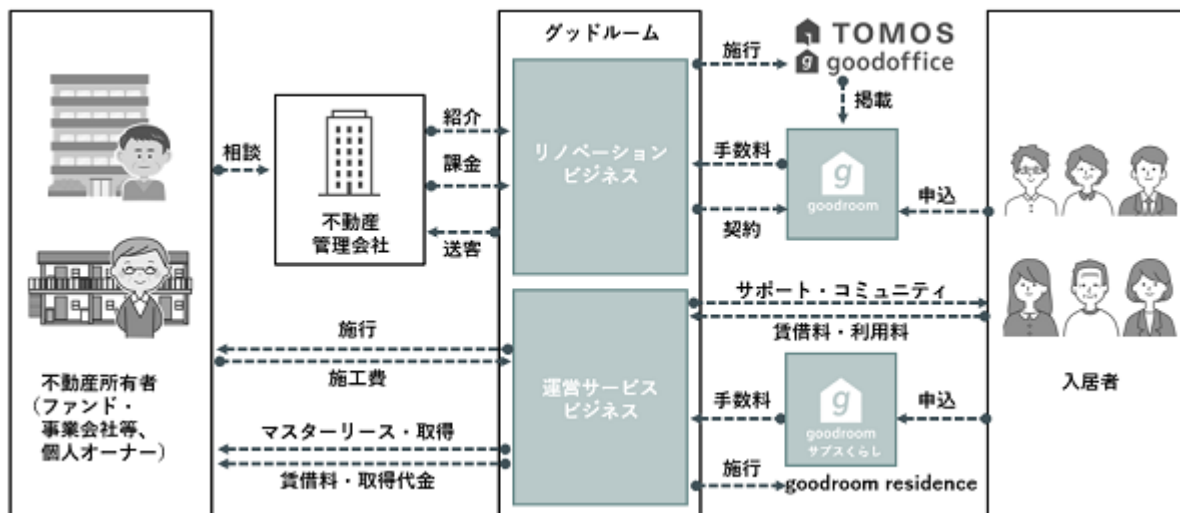 グッドルーム
TOMOS
g goodoffice
施行
掲載
紹介
相談
課金
リノベーション
ビジネス
手数料
g
goodroom
申込
不動産
管理会社
送客
契約
サポート・コミュニティ
賃借料・利用料
施行
施工費
不動産所有者
(ファンド・
事業会社等、
個人オーナー)
運営サービス
ビジネス
入居者
手数料
g
goodroom
サブスくらし
申込
マスターリース・取得
賃借料・取得代金
施行
goodroom residence